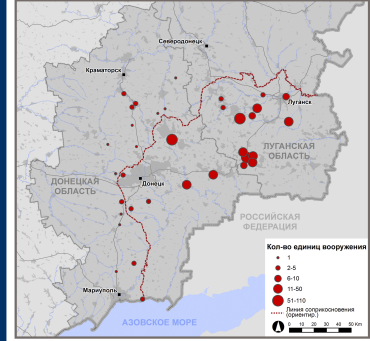 Северодонецк
Краматорск
Луганск
ЛУГАНСКАЯ
ОБЛАСТЬ
ДОНЕЦКАЯ
ОБЛАСТЬ
Донецк
РОССИЙСКАЯ
ФЕДЕРАЦИЯ
Кол-во единиц вооружения
1
2-5
6-10
11-50
51-110
Линия соприкосновения
(ориентир.)
Мариуполь
АЗОВСКОЕ МОРЕ
0 10 20 30 40 50 Km